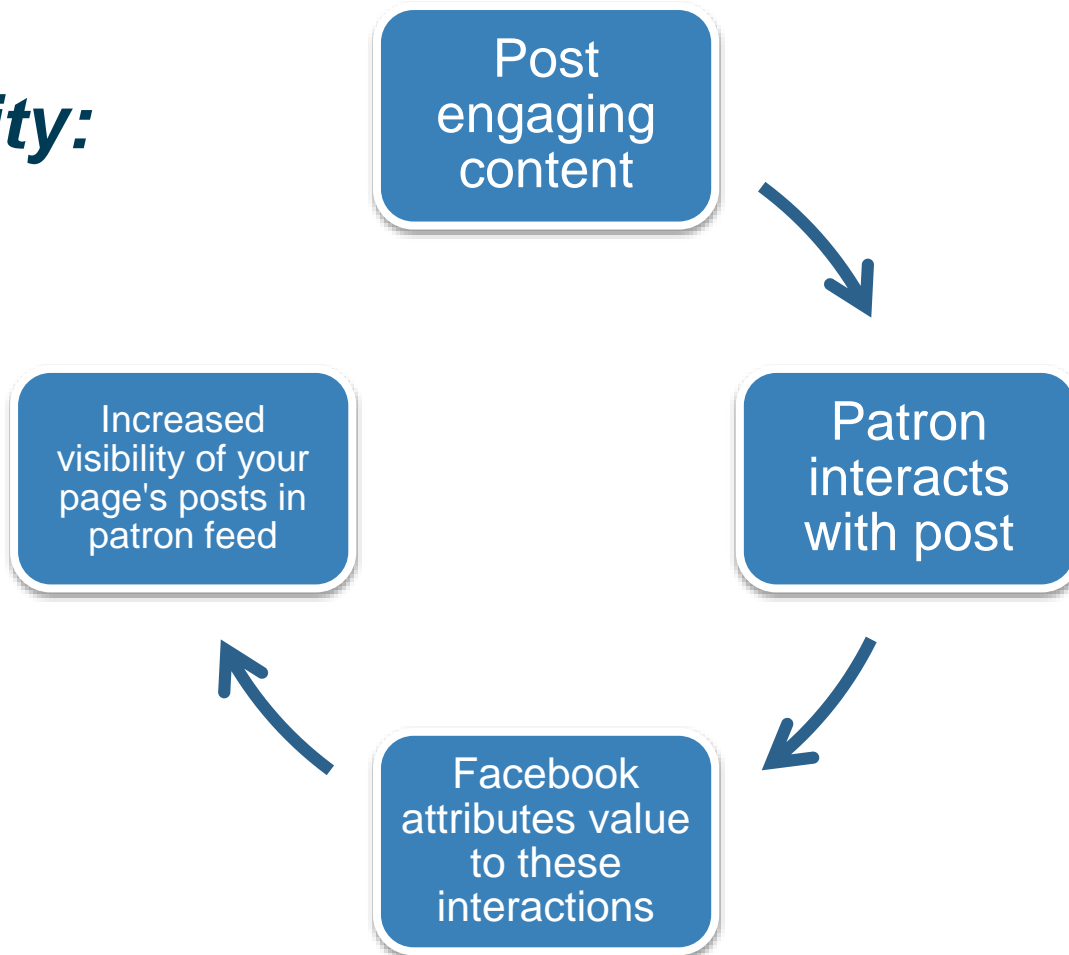 ity:
Post
engaging
content
Patron
interacts
with post
Facebook
attributes value
to these
interactions
Increased
visibility of your
page's posts in
patron feed